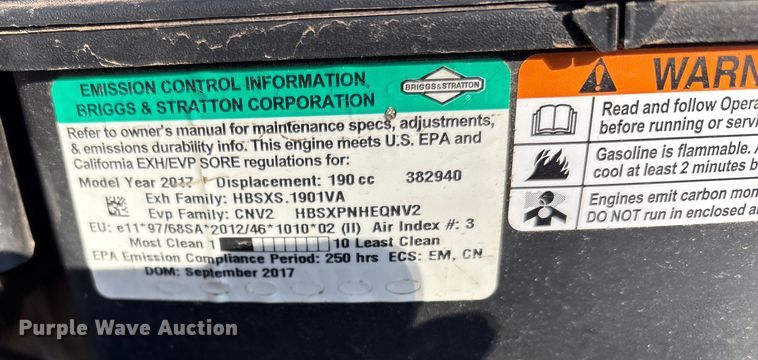 EMISSION CONTROL INFORMATION
BRIGGS & STRATTON CORPORATION
BRIGGS & STRATTON
®
Refer to owner's manual for maintenance specs, adjustments,
& emissions durability info. This engine meets U.S. EPA and
California EXH/EVP SORE regulations for:
Model Year 2017 Displacement: 190 cc 382940
Exh Family: HBSXS.1901VA
Evp Family: CNV2 HBSXPNHEQNV2
EU: e11*97/68SA*2012/46*1010*02 (II) Air Index #: 3
Most Clean 1 10 Least Clean
EPA Emission Compliance Period: 250 hrs ECS: EM, CN
DOM: September 2017
WARN
Read and follow Opera
before running or servi
Gasoline is flammable. A
cool at least 2 minutes b
Engines emit carbon mon
DO NOT run in enclosed a
Purple Wave Auction